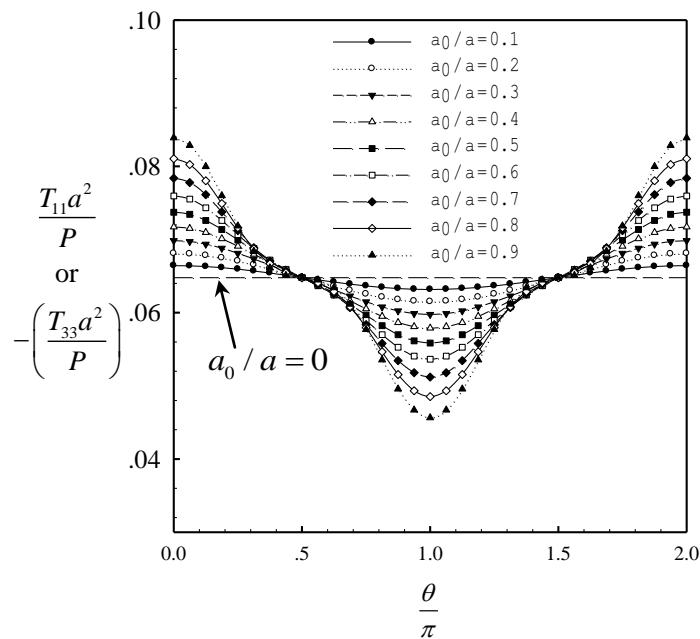 .10
.08
.06
.04
T₁₁a²
P
or
−(T₃₃a²
P)
a₀/a=0.1
a₀/a=0.2
a₀/a=0.3
a₀/a=0.4
a₀/a=0.5
a₀/a=0.6
a₀/a=0.7
a₀/a=0.8
a₀/a=0.9
a₀ / a = 0
0.0 .5 1.0 1.5 2.0
θ
π